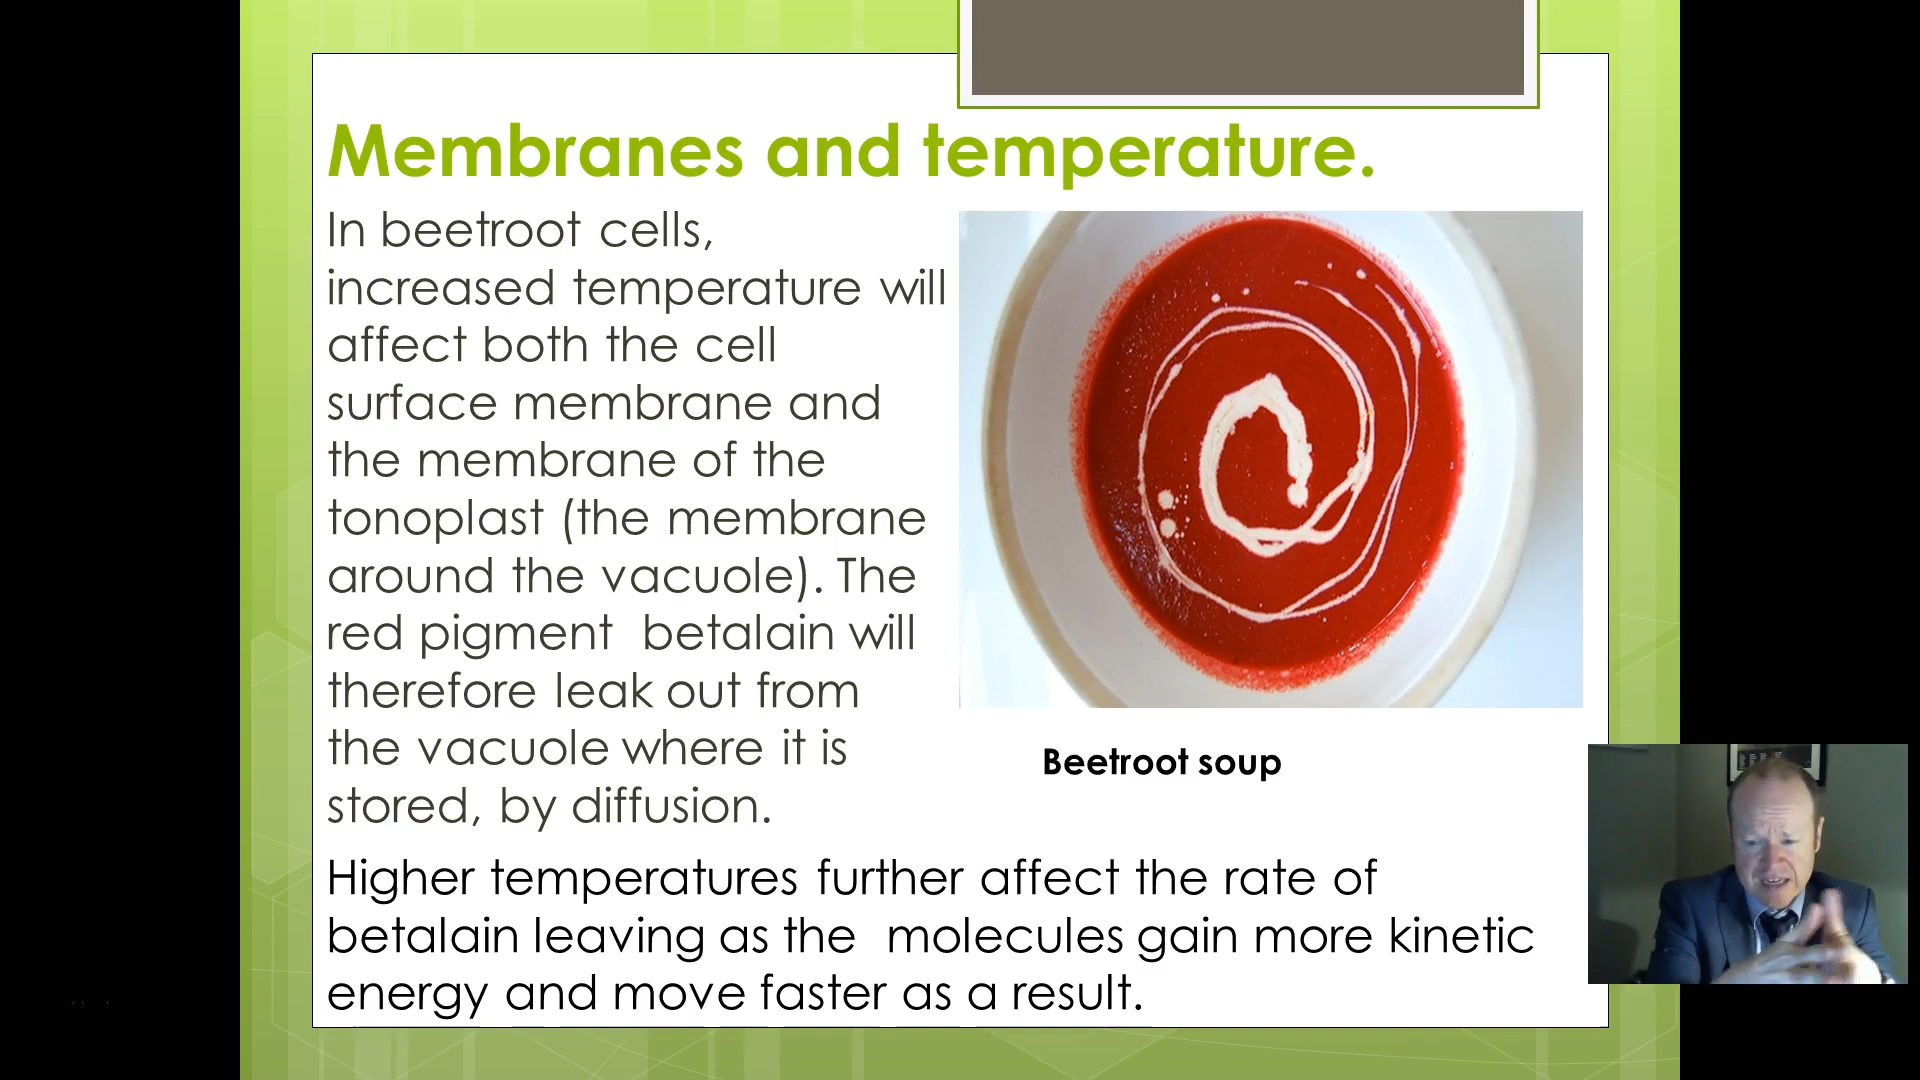 Membranes and temperature.
In beetroot cells,
increased temperature will
affect both the cell
surface membrane and
the membrane of the
tonoplast (the membrane
around the vacuole). The
red pigment betalain will
therefore leak out from
the vacuole where it is
stored, by diffusion.
Beetroot soup
Higher temperatures further affect the rate of
betalain leaving as the molecules gain more kinetic
energy and move faster as a result.